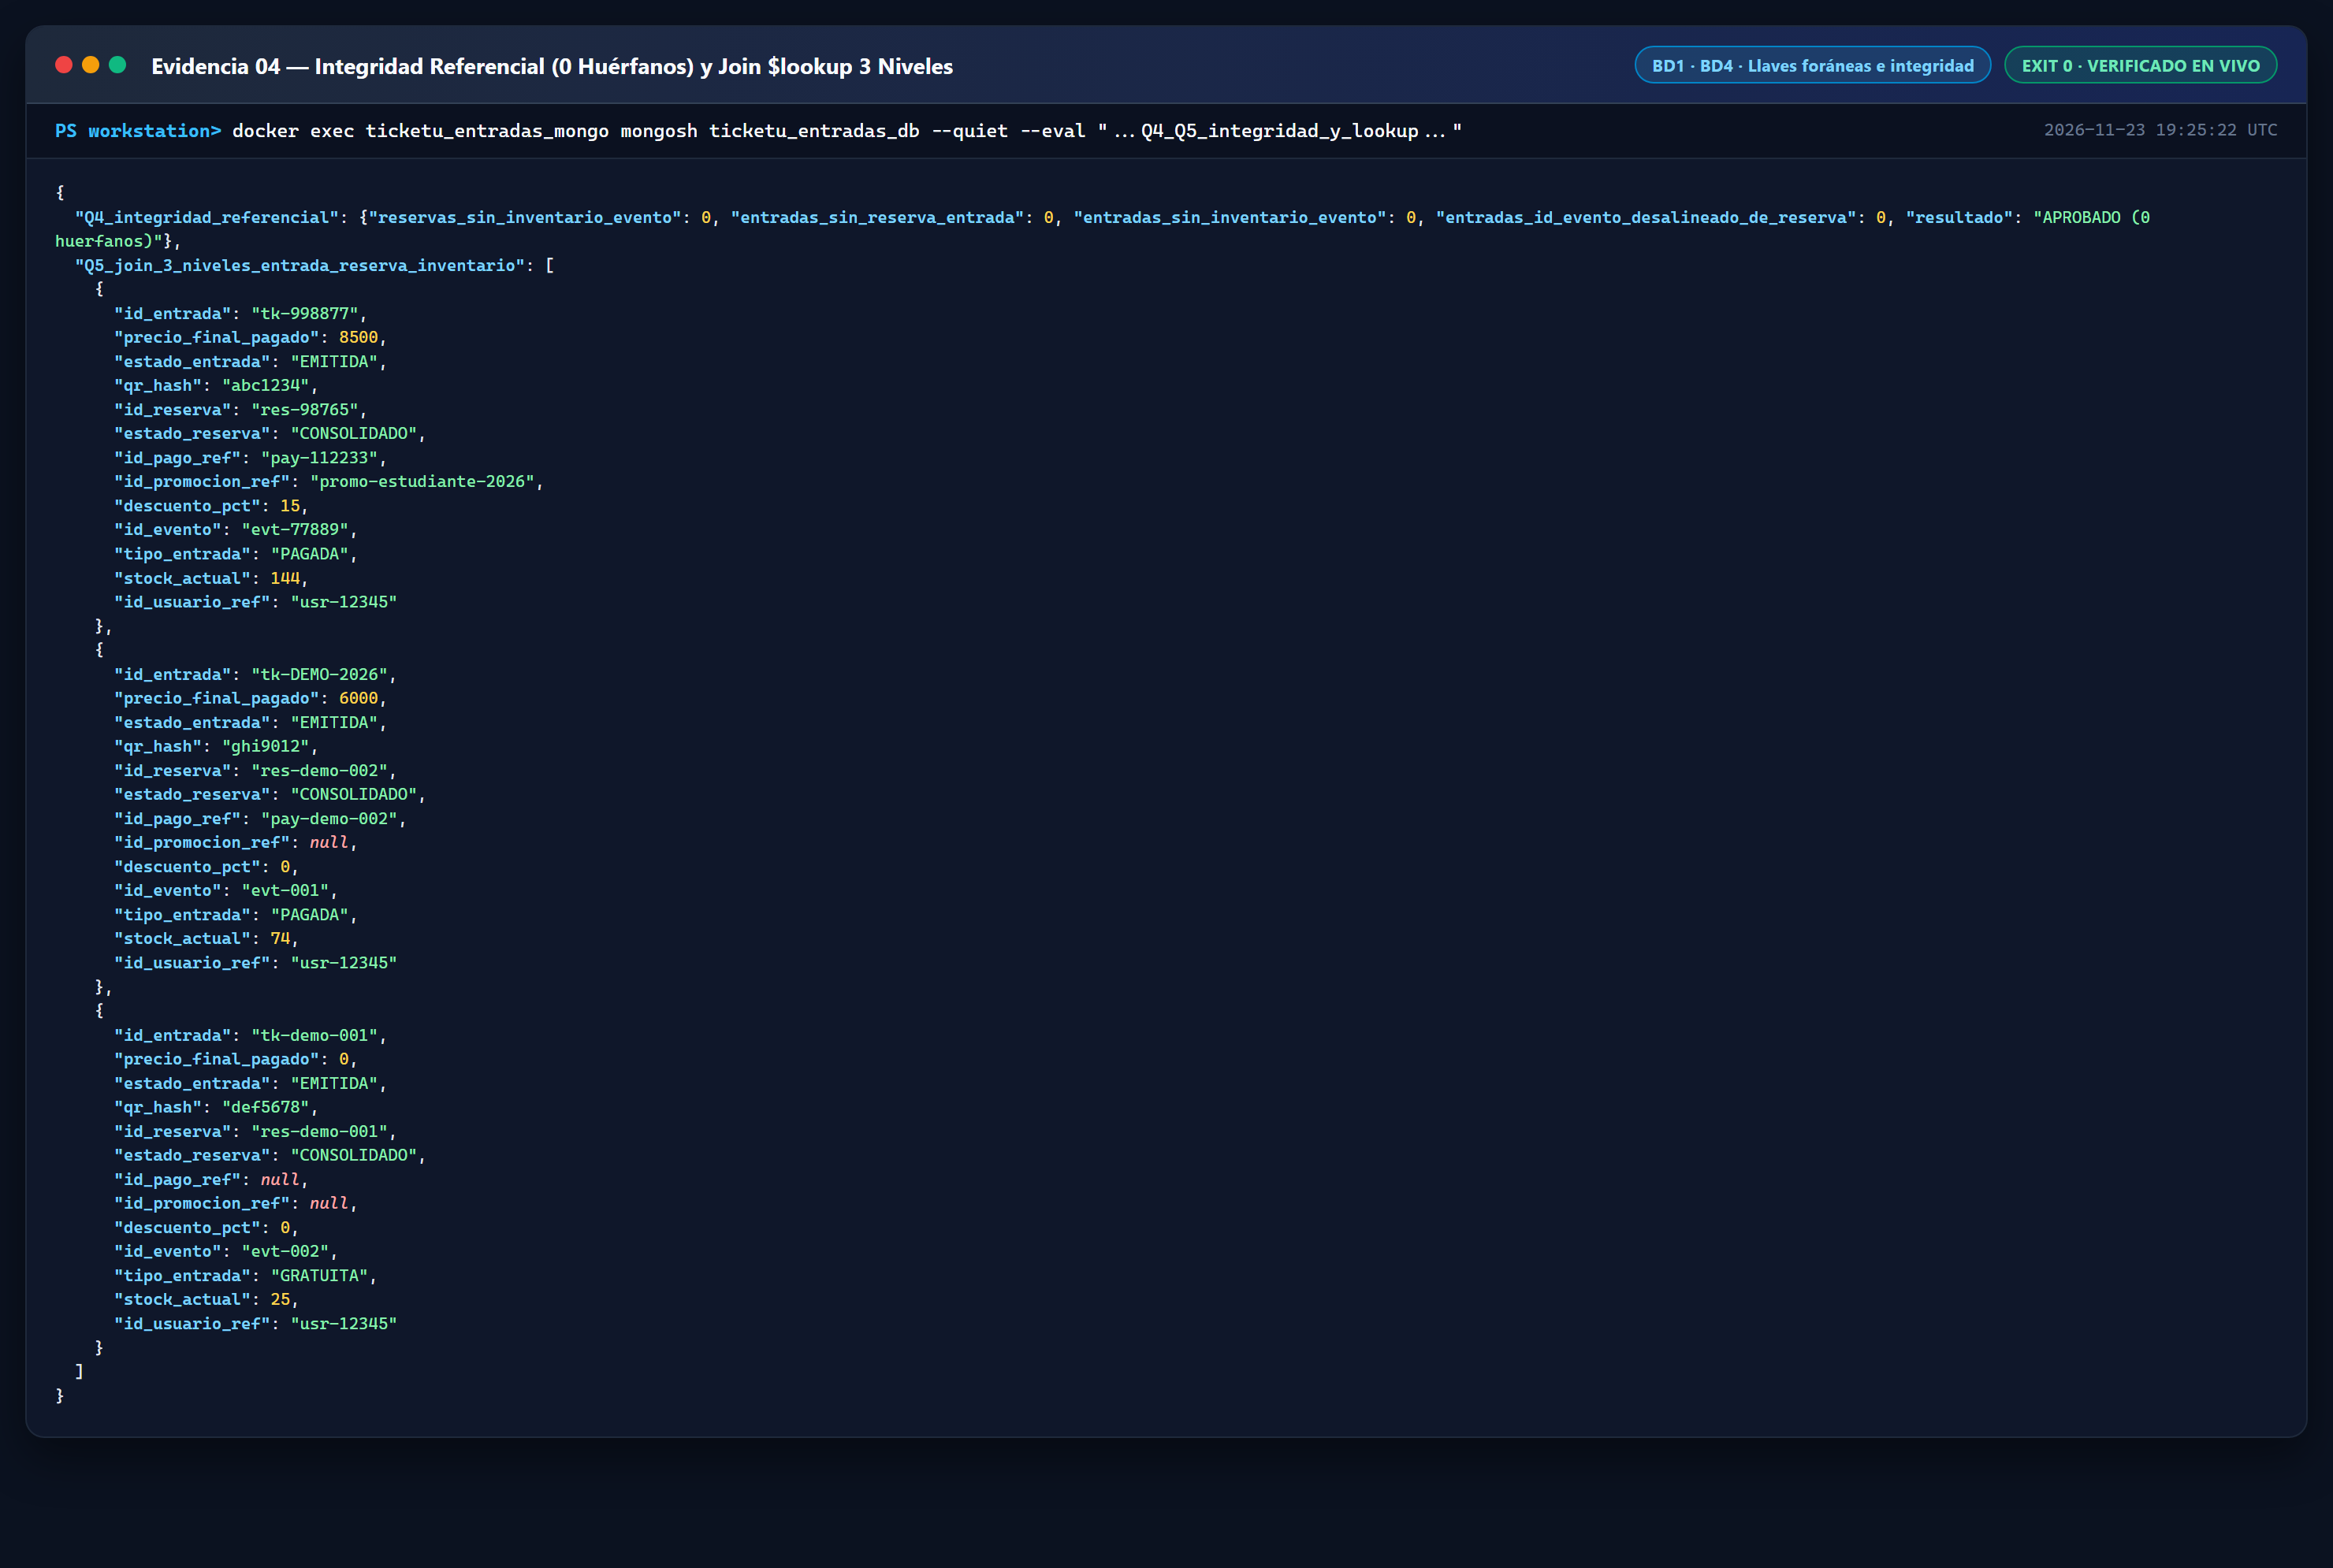 Evidencia 04 — Integridad Referencial (0 Huérfanos) y Join $lookup 3 Niveles
BD1 · BD4 · Llaves foráneas e integridad
EXIT 0 · VERIFICADO EN VIVO
PS workstation> docker exec ticketu_entradas_mongo mongosh ticketu_entradas_db --quiet --eval "...Q4_Q5_integridad_y_lookup..."
2026-11-23 19:25:22 UTC
{
  "Q4_integridad_referencial": {"reservas_sin_inventario_evento": 0, "entradas_sin_reserva_entrada": 0, "entradas_sin_inventario_evento": 0, "entradas_id_evento_desalineado_de_reserva": 0, "resultado": "APROBADO (0
huerfanos)"},
  "Q5_join_3_niveles_entrada_reserva_inventario": [
    {
      "id_entrada": "tk-998877",
      "precio_final_pagado": 8500,
      "estado_entrada": "EMITIDA",
      "qr_hash": "abc1234",
      "id_reserva": "res-98765",
      "estado_reserva": "CONSOLIDADO",
      "id_pago_ref": "pay-112233",
      "id_promocion_ref": "promo-estudiante-2026",
      "descuento_pct": 15,
      "id_evento": "evt-77889",
      "tipo_entrada": "PAGADA",
      "stock_actual": 144,
      "id_usuario_ref": "usr-12345"
    },
    {
      "id_entrada": "tk-DEMO-2026",
      "precio_final_pagado": 6000,
      "estado_entrada": "EMITIDA",
      "qr_hash": "ghi9012",
      "id_reserva": "res-demo-002",
      "estado_reserva": "CONSOLIDADO",
      "id_pago_ref": "pay-demo-002",
      "id_promocion_ref": null,
      "descuento_pct": 0,
      "id_evento": "evt-001",
      "tipo_entrada": "PAGADA",
      "stock_actual": 74,
      "id_usuario_ref": "usr-12345"
    },
    {
      "id_entrada": "tk-demo-001",
      "precio_final_pagado": 0,
      "estado_entrada": "EMITIDA",
      "qr_hash": "def5678",
      "id_reserva": "res-demo-001",
      "estado_reserva": "CONSOLIDADO",
      "id_pago_ref": null,
      "id_promocion_ref": null,
      "descuento_pct": 0,
      "id_evento": "evt-002",
      "tipo_entrada": "GRATUITA",
      "stock_actual": 25,
      "id_usuario_ref": "usr-12345"
    }
  ]
}